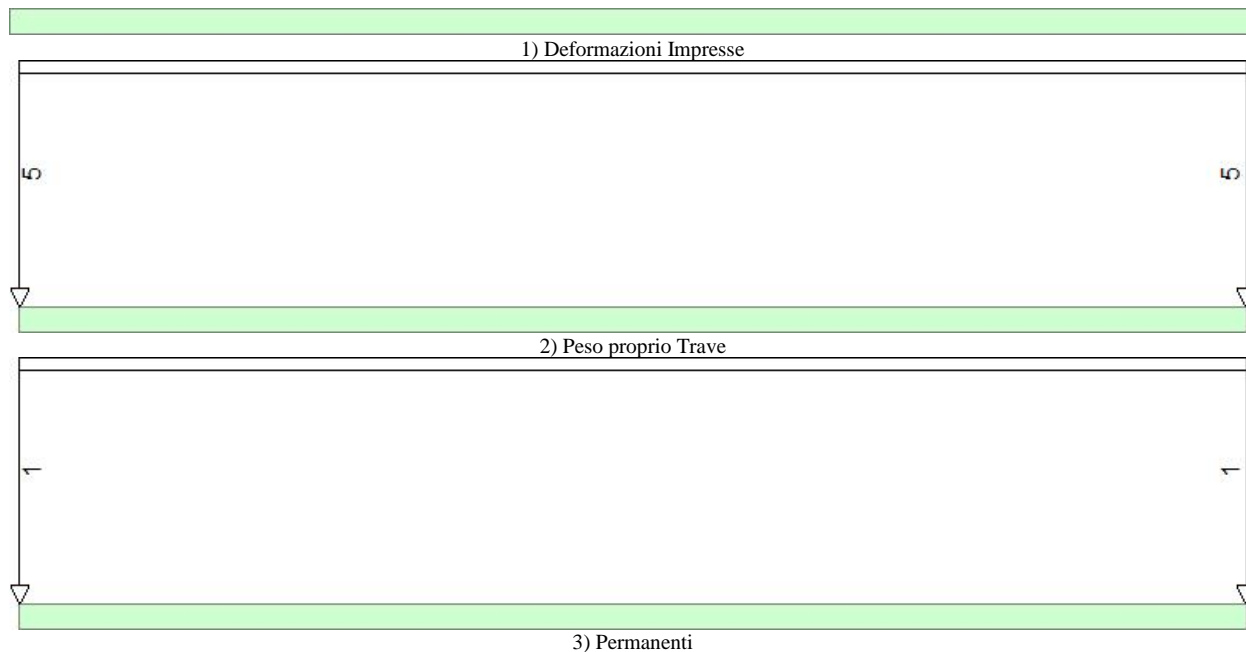 1) Deformazioni Impresse
5 5
2) Peso proprio Trave
1 1
3) Permanenti